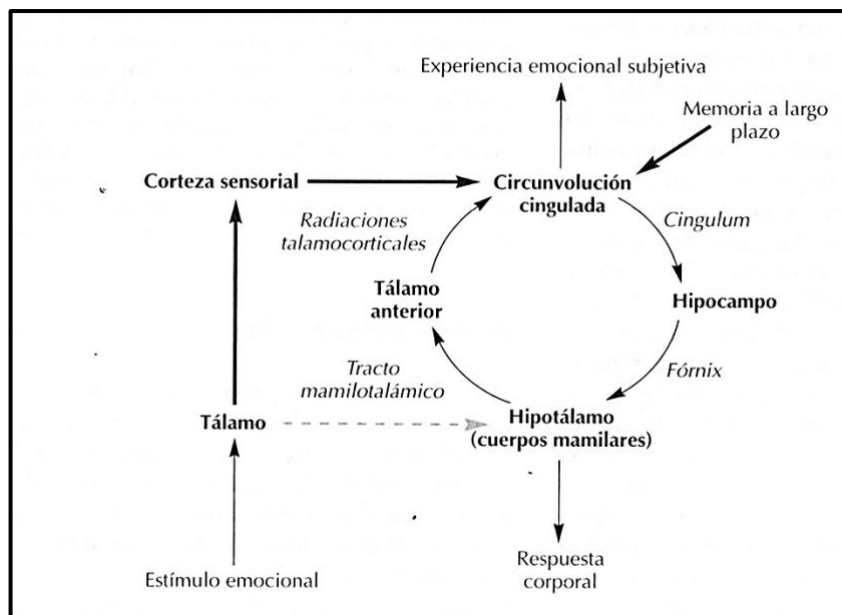 Experiencia emocional subjetiva
Memoria a largo
plazo
Corteza sensorial
Circunvolución
cingulada
Radiaciones
talamocorticales
Cingulum
Tálamo
anterior
Hipocampo
Tracto
mamilotalámico
Fórnix
Tálamo
Hipotálamo
(cuerpos mamilares)
Estímulo emocional
Respuesta
corporal